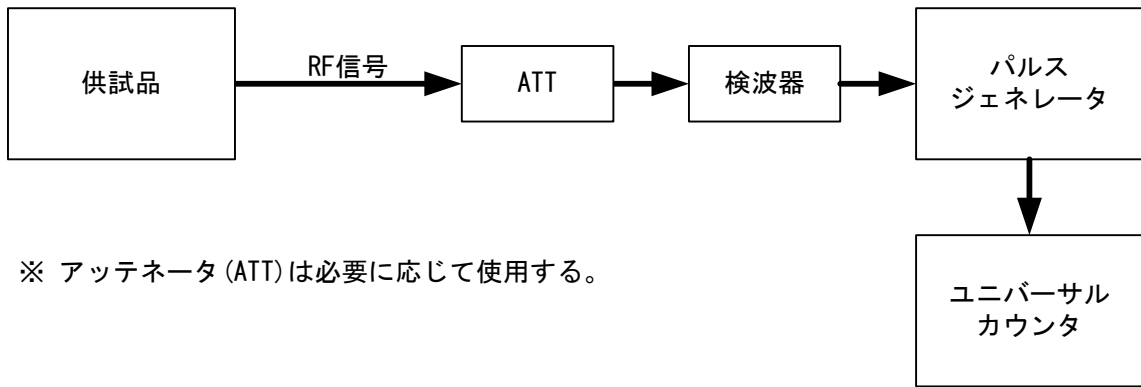 供試品
RF信号
ATT
検波器
パルス
ジェネレータ
※ アッテネータ(ATT)は必要に応じて使用する。
ユニバーサル
カウンタ